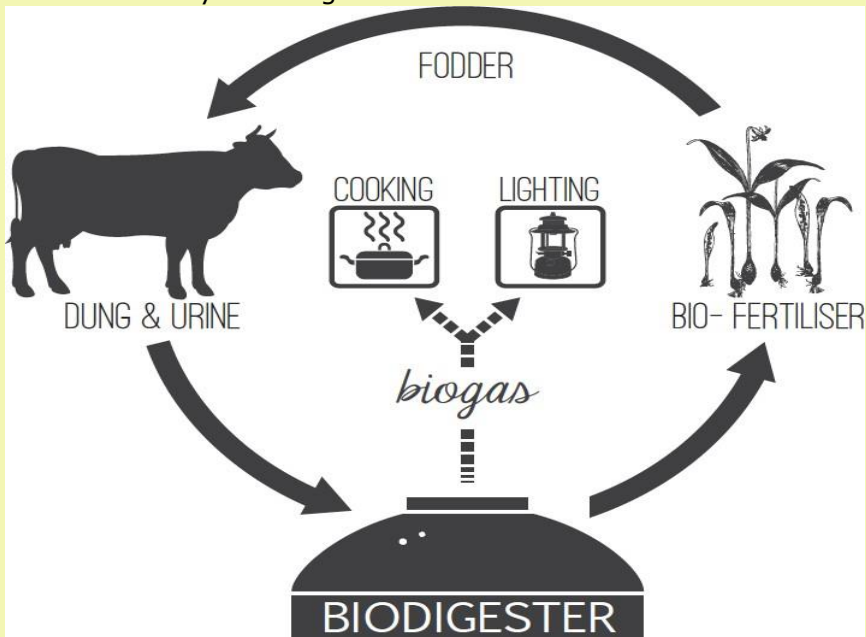 FODDER
COOKING
LIGHTING
DUNG & URINE
BIO- FERTILISER
biogas
BIODIGESTER